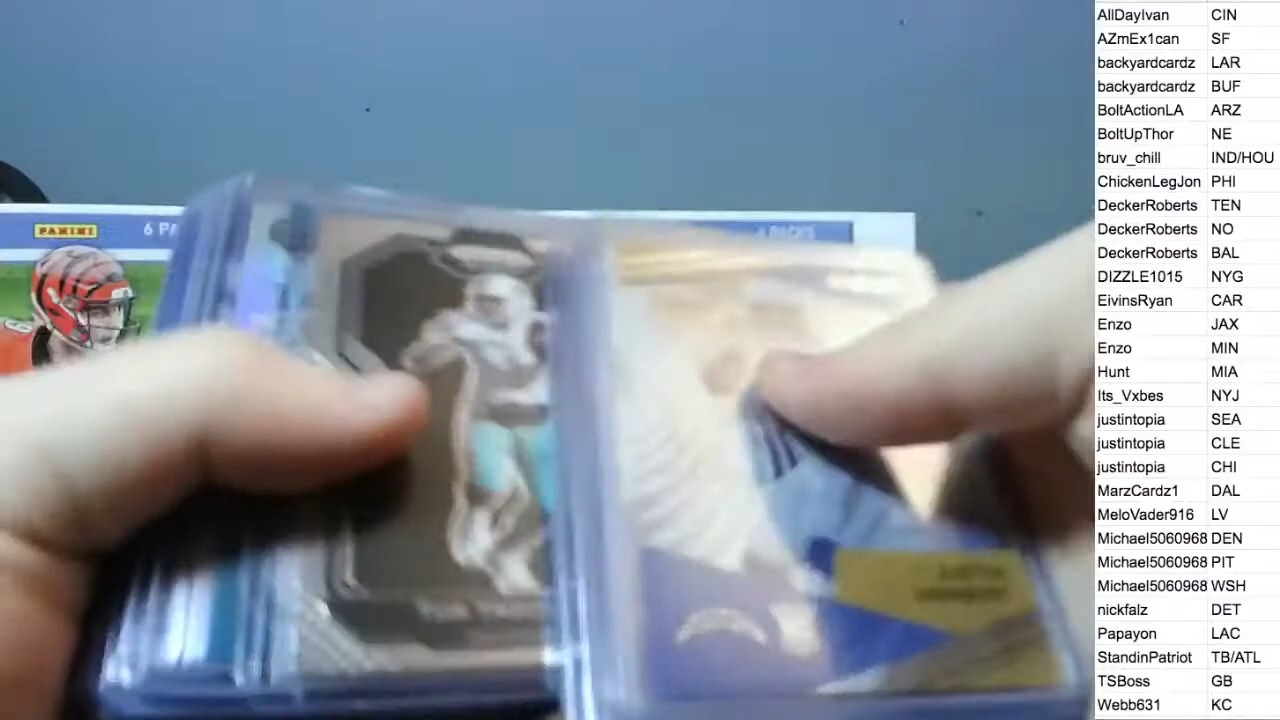 PANINI
6 PA
AllDayIvan CIN
AZmEx1can SF
backyardcardz LAR
backyardcardz BUF
BoltActionLA ARZ
BoltUpThor NE
bruv_chill IND/HOU
ChickenLegJon PHI
DeckerRoberts TEN
DeckerRoberts NO
DeckerRoberts BAL
DIZZLE1015 NYG
EivinsRyan CAR
Enzo JAX
Enzo MIN
Hunt MIA
Its_Vxbes NYJ
justintopia SEA
justintopia CLE
justintopia CHI
MarzCardz1 DAL
MeloVader916 LV
Michael5060968 DEN
Michael5060968 PIT
Michael5060968 WSH
nickfalz DET
Papayon LAC
StandinPatriot TB/ATL
TSBoss GB
Webb631 KC